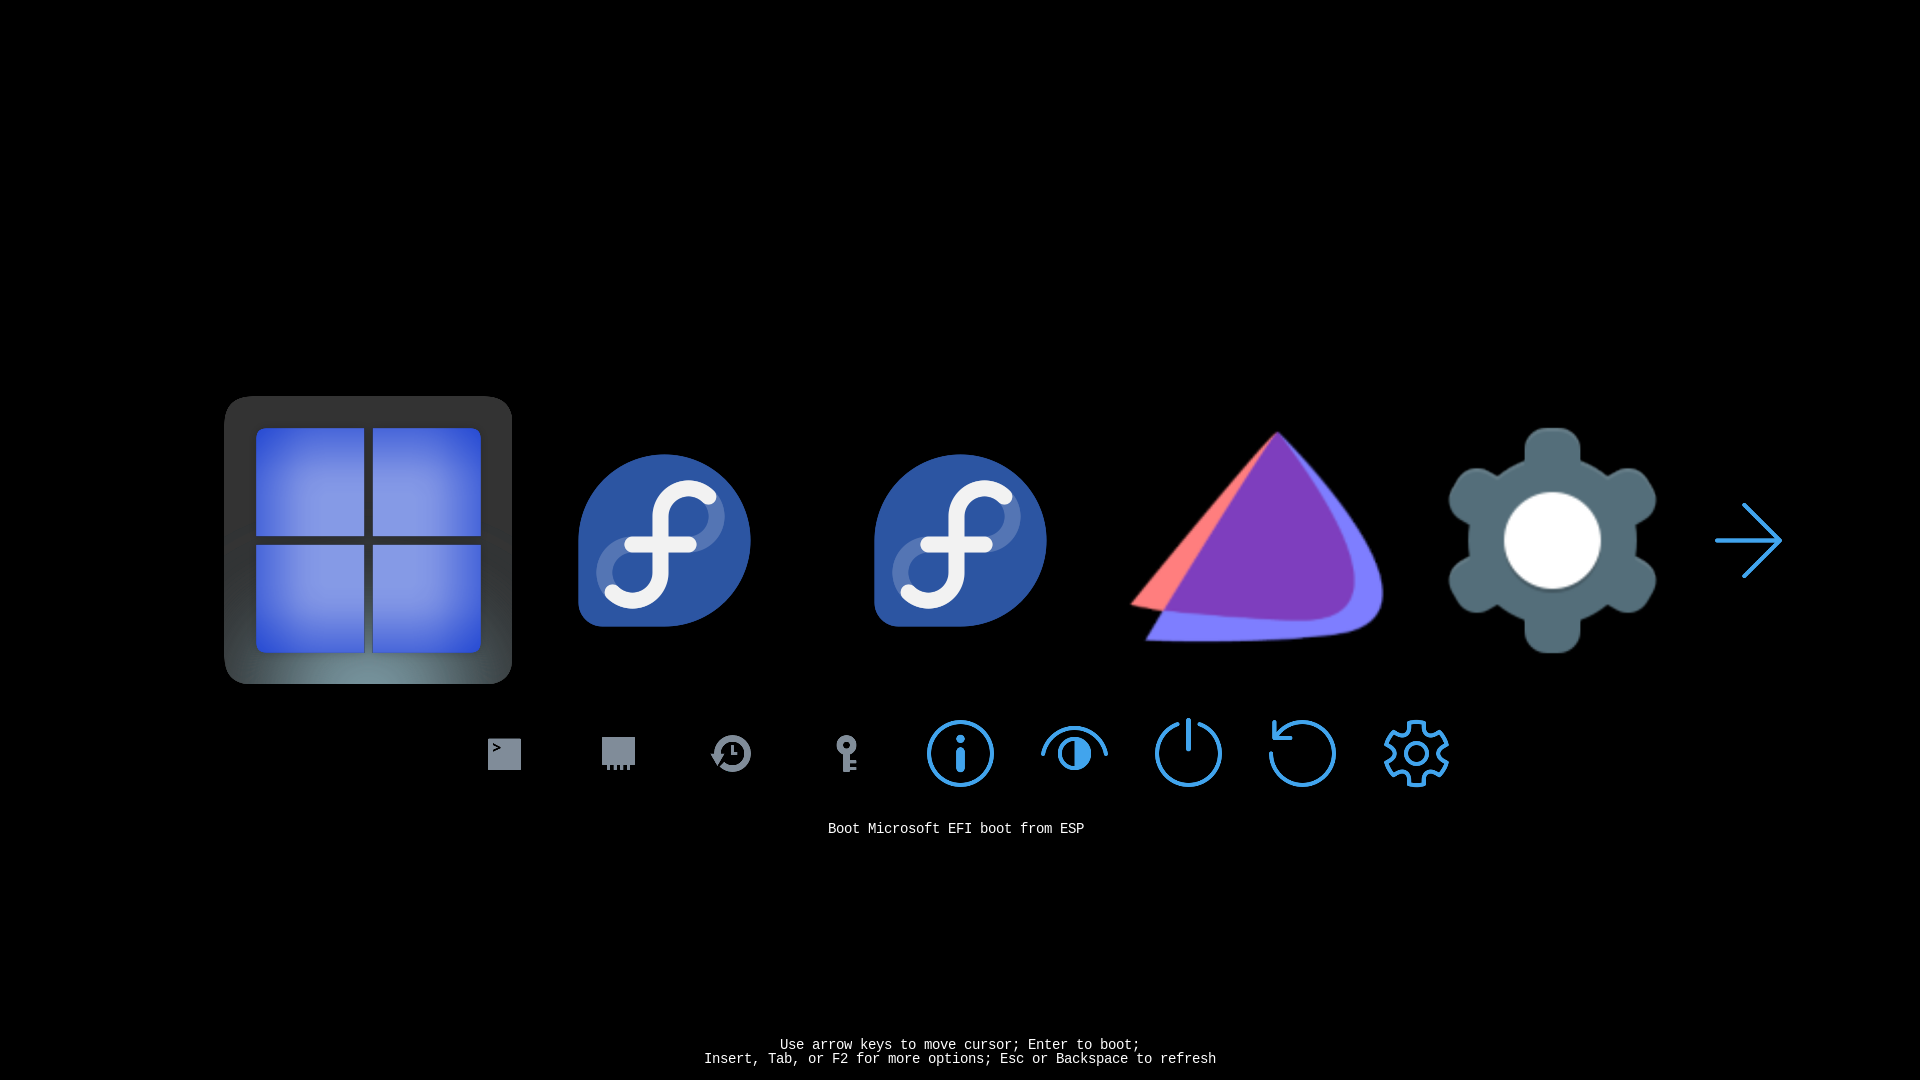 >
Boot Microsoft EFI boot from ESP
Use arrow keys to move cursor; Enter to boot;
Insert, Tab, or F2 for more options; Esc or Backspace to refresh